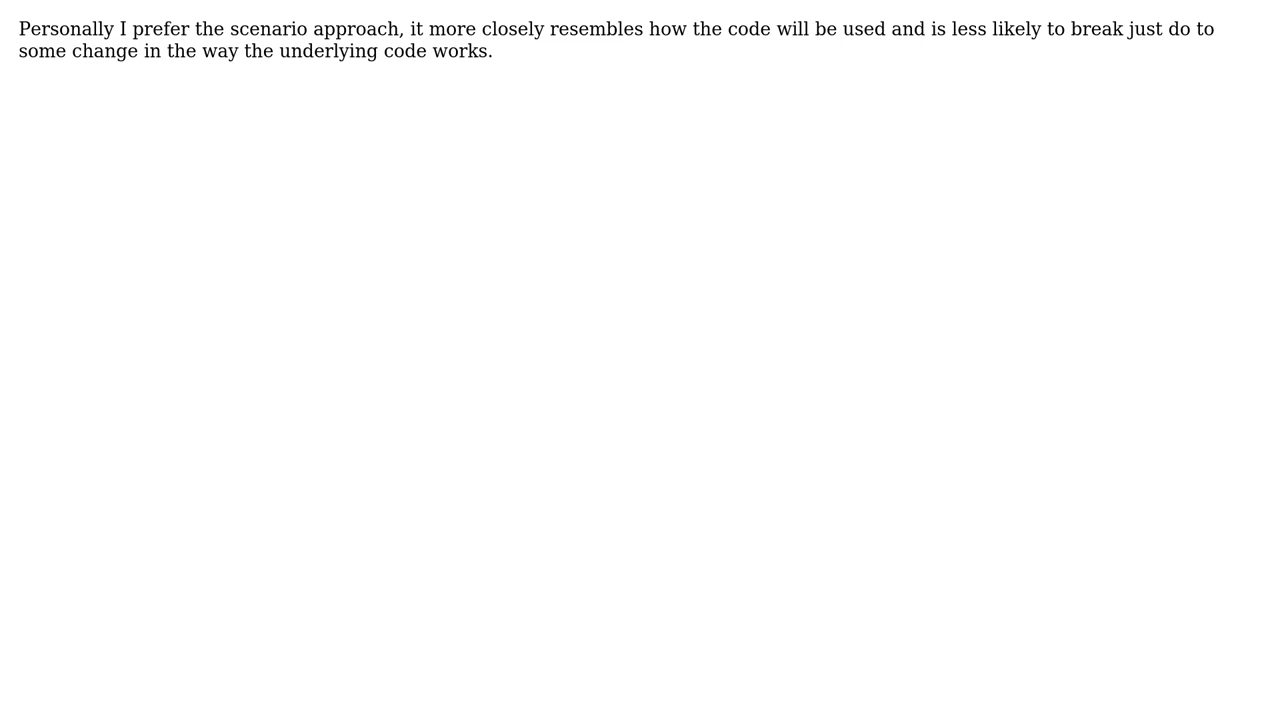 Personally I prefer the scenario approach, it more closely resembles how the code will be used and is less likely to break just do to
some change in the way the underlying code works.